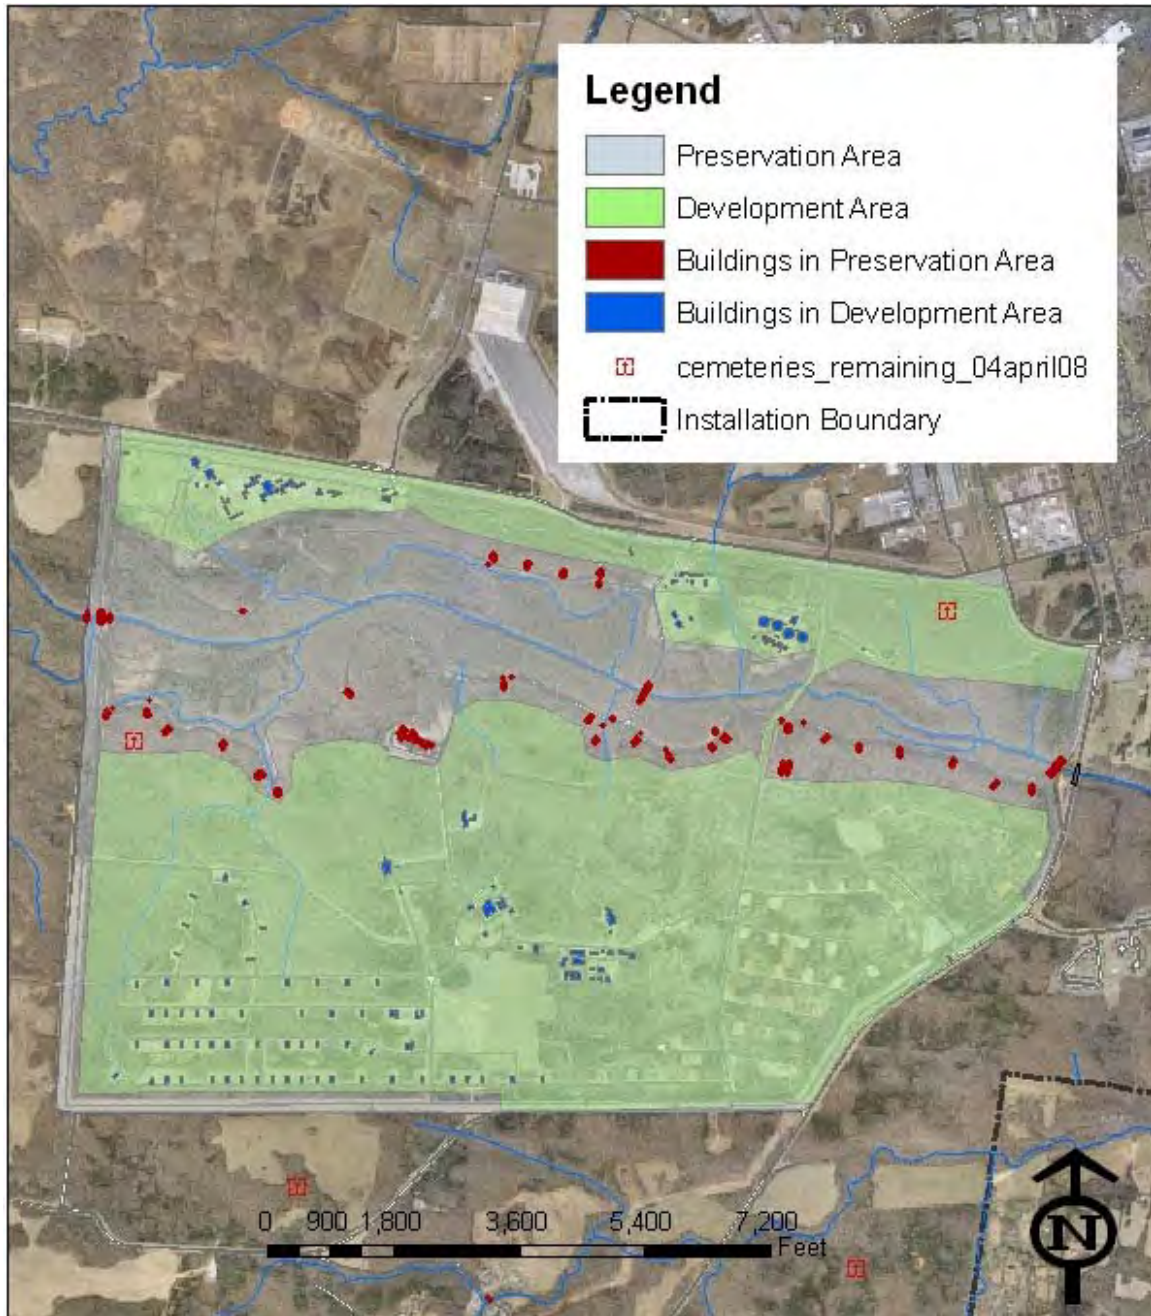 Legend
Preservation Area
Development Area
Buildings in Preservation Area
Buildings in Development Area
cemeteries_remaining_04april08
Installation Boundary
0 900 1,800 3,600 5,400 7,200
Feet
N